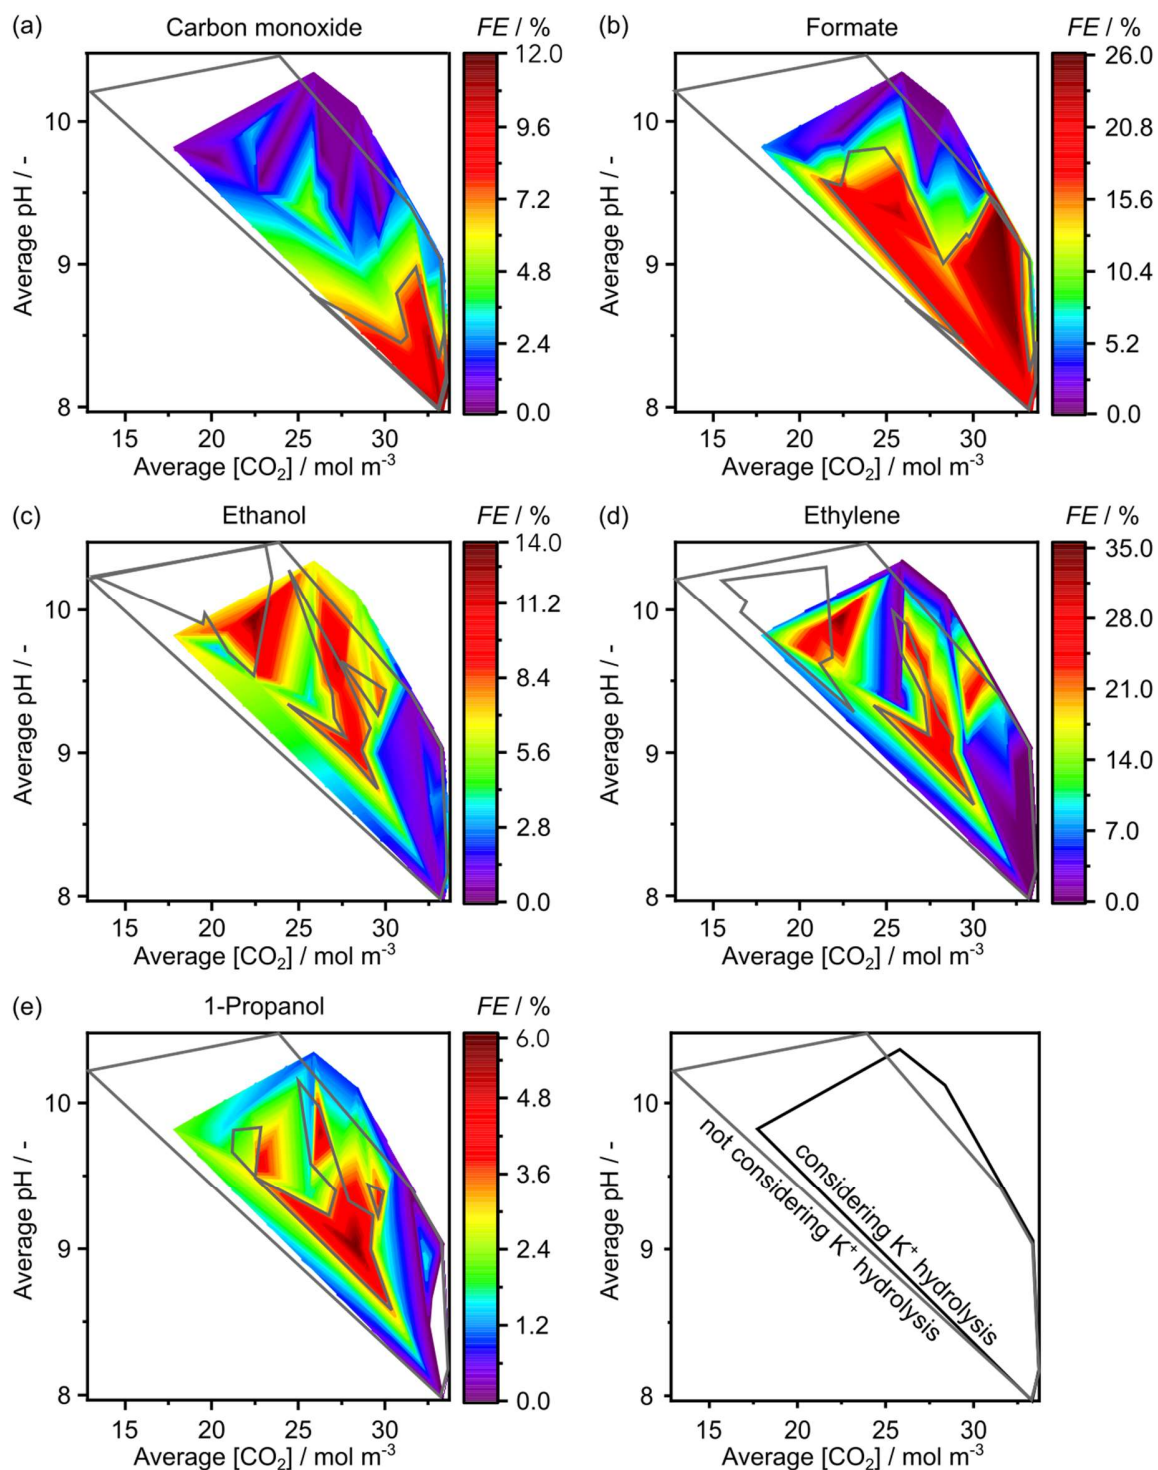 (a) Carbon monoxide FE / %
12.0
9.6
7.2
4.8
2.4
0.0
10
9
8
Average pH / -
15 20 25 30
Average [CO₂] / mol m⁻³
(b) Formate FE / %
26.0
20.8
15.6
10.4
5.2
0.0
10
9
8
Average pH / -
15 20 25 30
Average [CO₂] / mol m⁻³
(c) Ethanol FE / %
14.0
11.2
8.4
5.6
2.8
0.0
10
9
8
Average pH / -
15 20 25 30
Average [CO₂] / mol m⁻³
(d) Ethylene FE / %
35.0
28.0
21.0
14.0
7.0
0.0
10
9
8
Average pH / -
15 20 25 30
Average [CO₂] / mol m⁻³
(e) 1-Propanol FE / %
6.0
4.8
3.6
2.4
1.2
0.0
10
9
8
Average pH / -
15 20 25 30
Average [CO₂] / mol m⁻³
10
9
8
Average pH / -
considering K⁺ hydrolysis
not considering K⁺ hydrolysis
15 20 25 30
Average [CO₂] / mol m⁻³